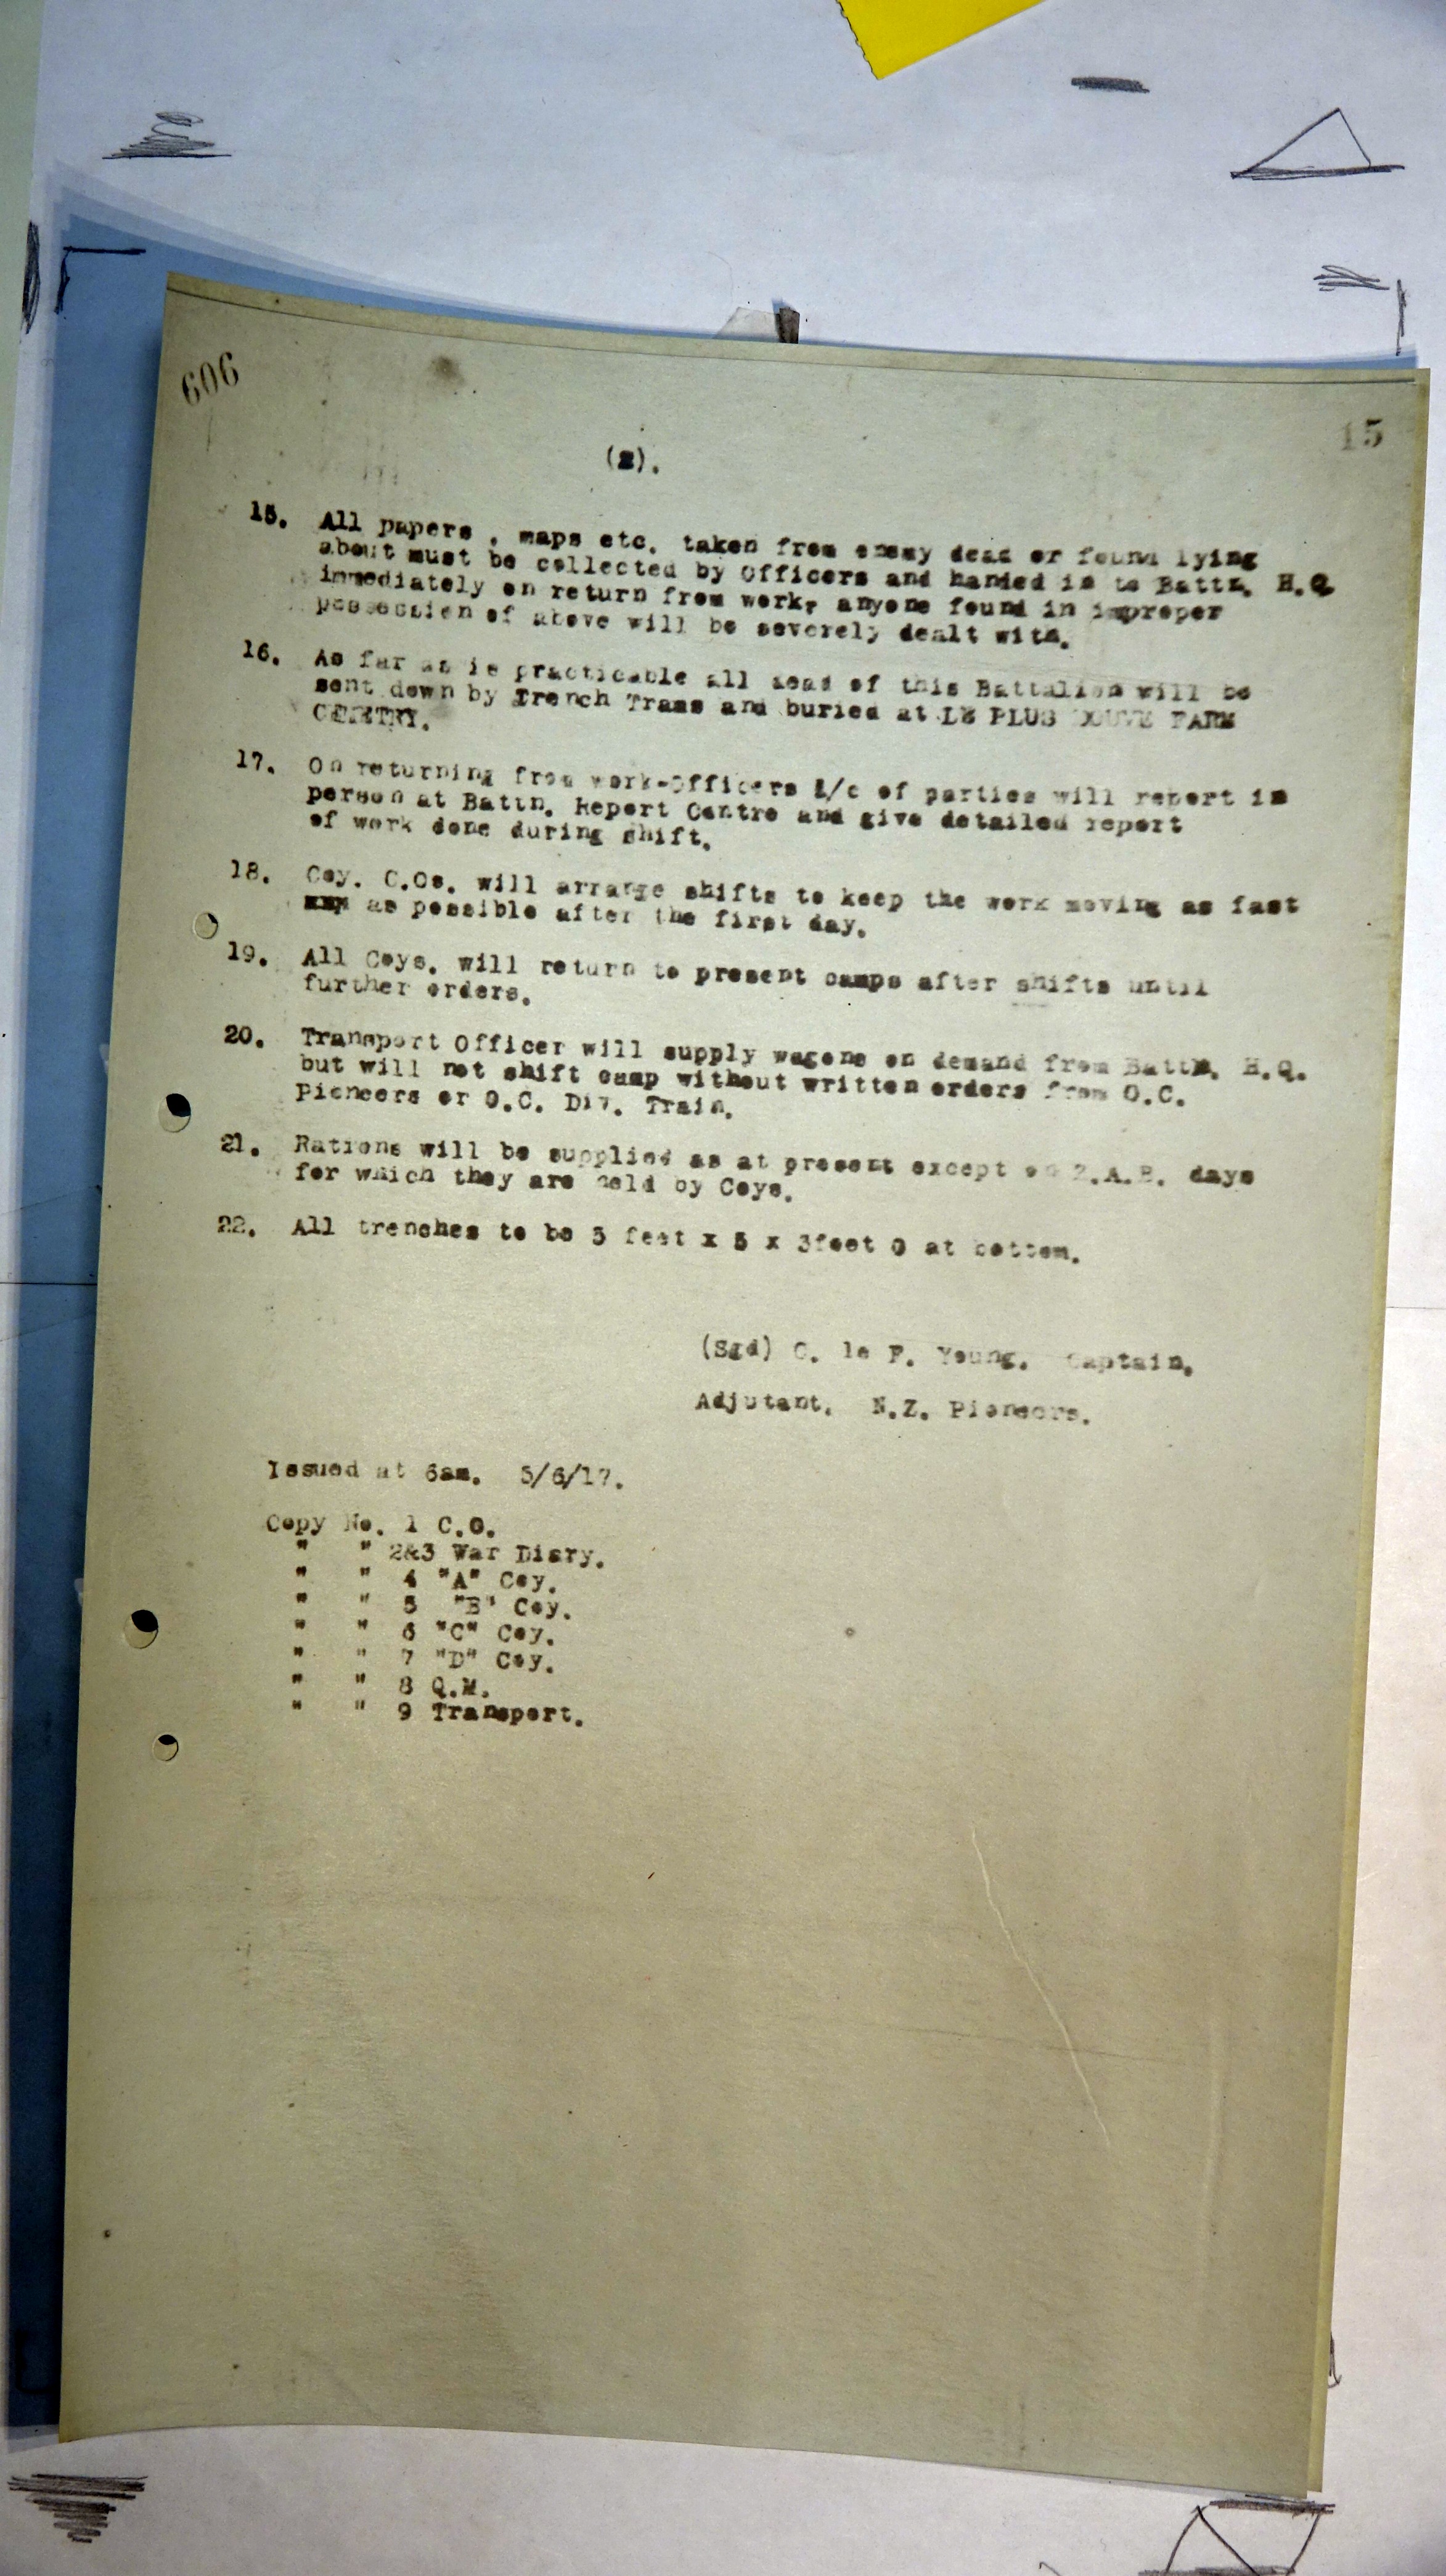 606
15
(2).
15. All papers , maps etc. taken from enemy dead or found lying
about must be collected by Officers and handed in to Battn. H.Q.
immediately on return from work, anyone found in improper
possession of above will be severely dealt with.
16. As far as is practicable all dead of this Battalion will be
sent down by Trench Trams and buried at LE PLUS DOUVE FARM
CEMETRY.
17. On returning from work-Officers i/c of parties will report in
person at Battn. Report Centre and give detailed report
of work done during shift.
18. Coy. C.Os. will arrange shifts to keep the work moving as fast
as possible after the first day.
19. All Coys. will return to present camps after shifts until
further orders.
20. Transport Officer will supply wagons on demand from Battn. H.Q.
but will not shift camp without written orders from O.C.
Pioneers or O.C. Div. Train.
21. Rations will be supplied as at present except on days
for which they are held by Coys.
22. All trenches to be 5 feet x 5 x 3feet 0 at bottom.
(Sgd) C. le F. Young. Captain.
Adjutant. N.Z. Pioneers.
Issued at 6am. 5/6/17.
Copy No. 1 C.O.
" " 2&3 War Diary.
" " 4 "A" Coy.
" " 5 "B" Coy.
" " 6 "C" Coy.
" " 7 "D" Coy.
" " 8 Q.M.
" " 9 Transport.